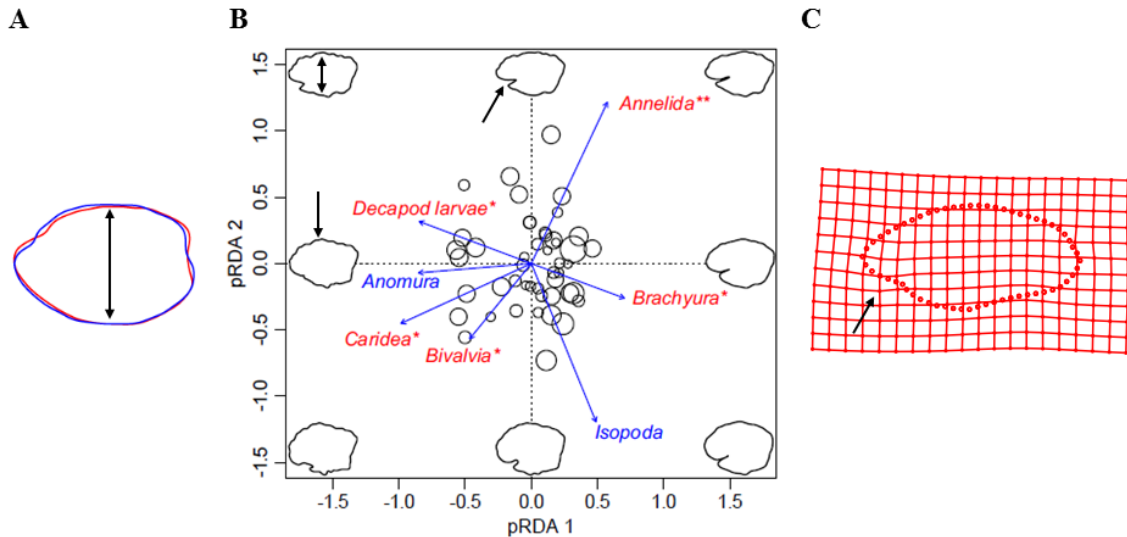 A
B
C
1.5
1.0
0.5
0.0
-0.5
-1.0
-1.5
pRDA 2
Annelida**
Decapod larvae*
Anomura
Brachyura*
Caridea*
Bivalvia*
Isopoda
-1.5 -1.0 -0.5 0.0 0.5 1.0 1.5
pRDA 1